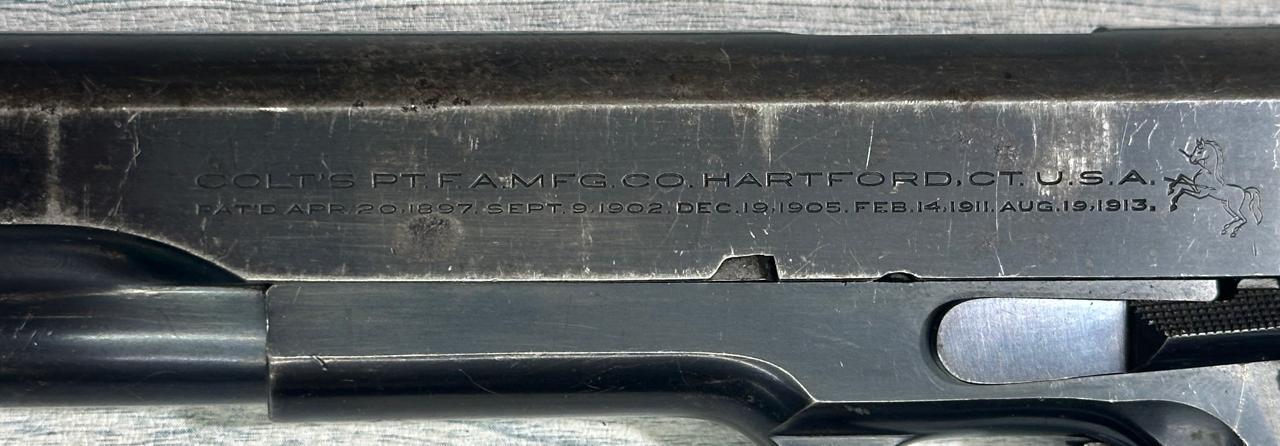 COLT'S PT. F.A. MFG. CO. HARTFORD, CT. U.S.A.
PAT'D APR. 20, 1897. SEPT. 9, 1902. DEC. 19, 1905. FEB. 14, 1911. AUG. 19, 1913.